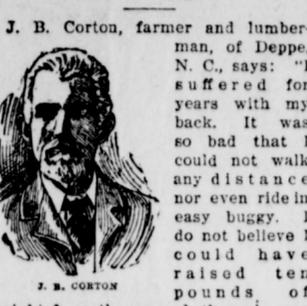 J. B. Corton, farmer and lumber-
man, of Deppe,
N. C., says: "I
suffered for
years with my
back. It was
so bad that I
could not walk
any distance
nor even ride in
easy buggy. I
do not believe I
could have
raised ten
pounds of
J. B. CORTON